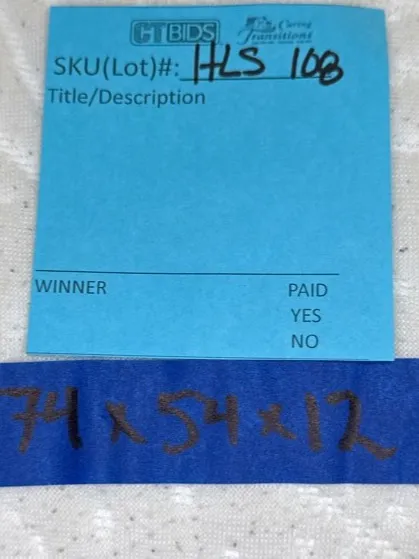 CTBIDS Caring Transitions
SKU(Lot)#: HLS 108
Title/Description
WINNER PAID
YES
NO
74 x 54 x 12